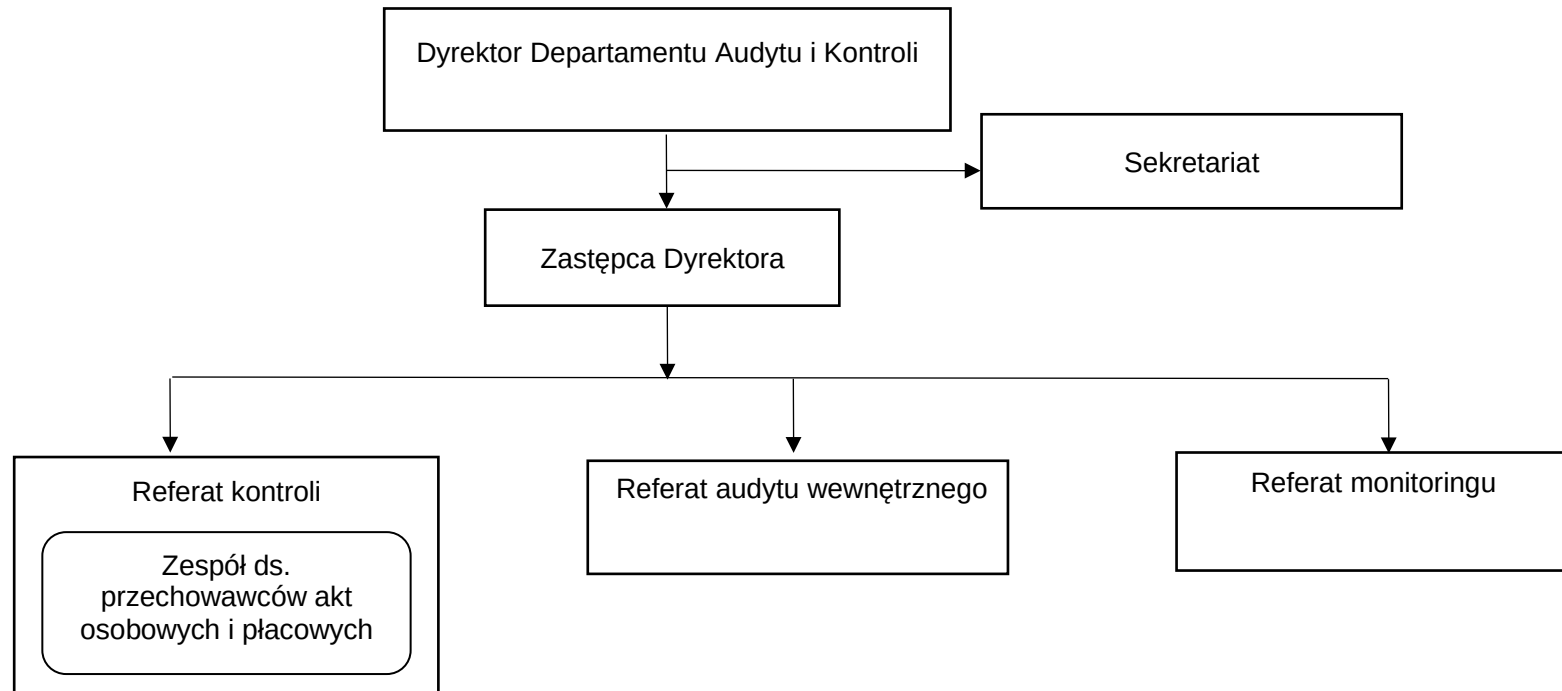 Dyrektor Departamentu Audytu i Kontroli
Sekretariat
Zastępca Dyrektora
Referat kontroli
Zespół ds.
przechowawców akt
osobowych i płacowych
Referat audytu wewnętrznego
Referat monitoringu